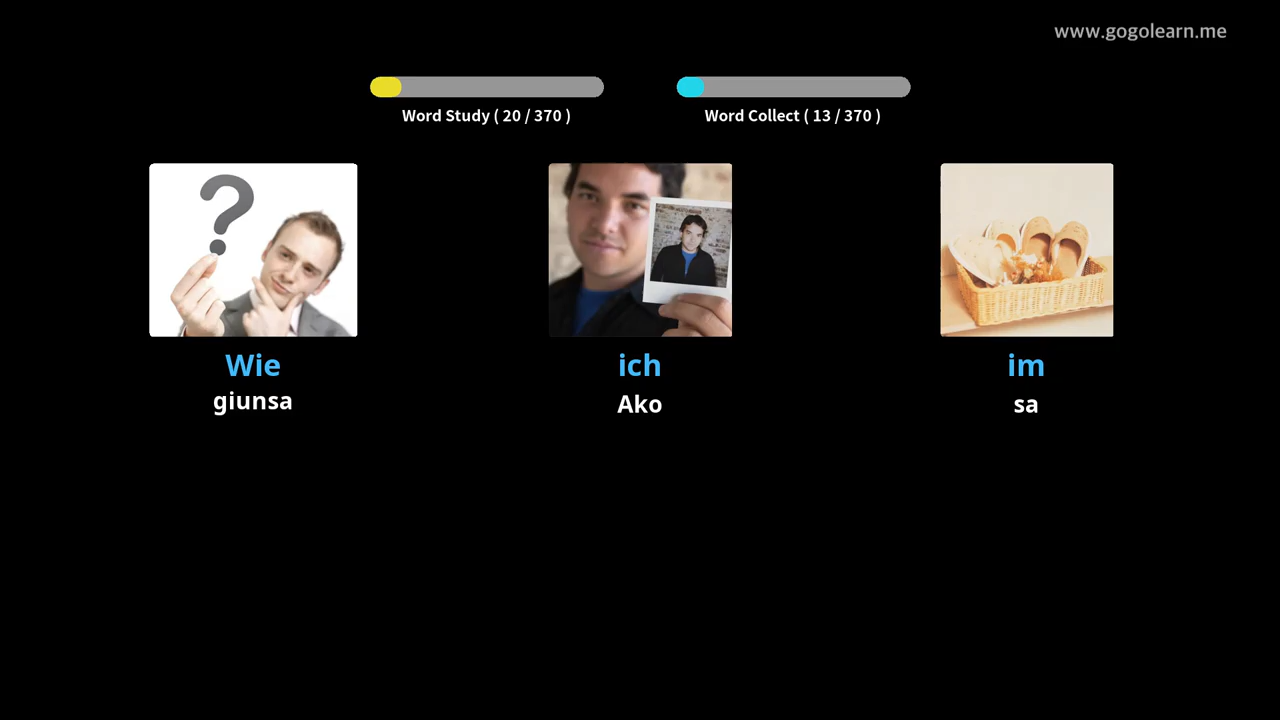 www.gogolearn.me
Word Study ( 20 / 370 )
Word Collect ( 13 / 370 )
?
Wie
ich
im
giunsa
Ako
sa